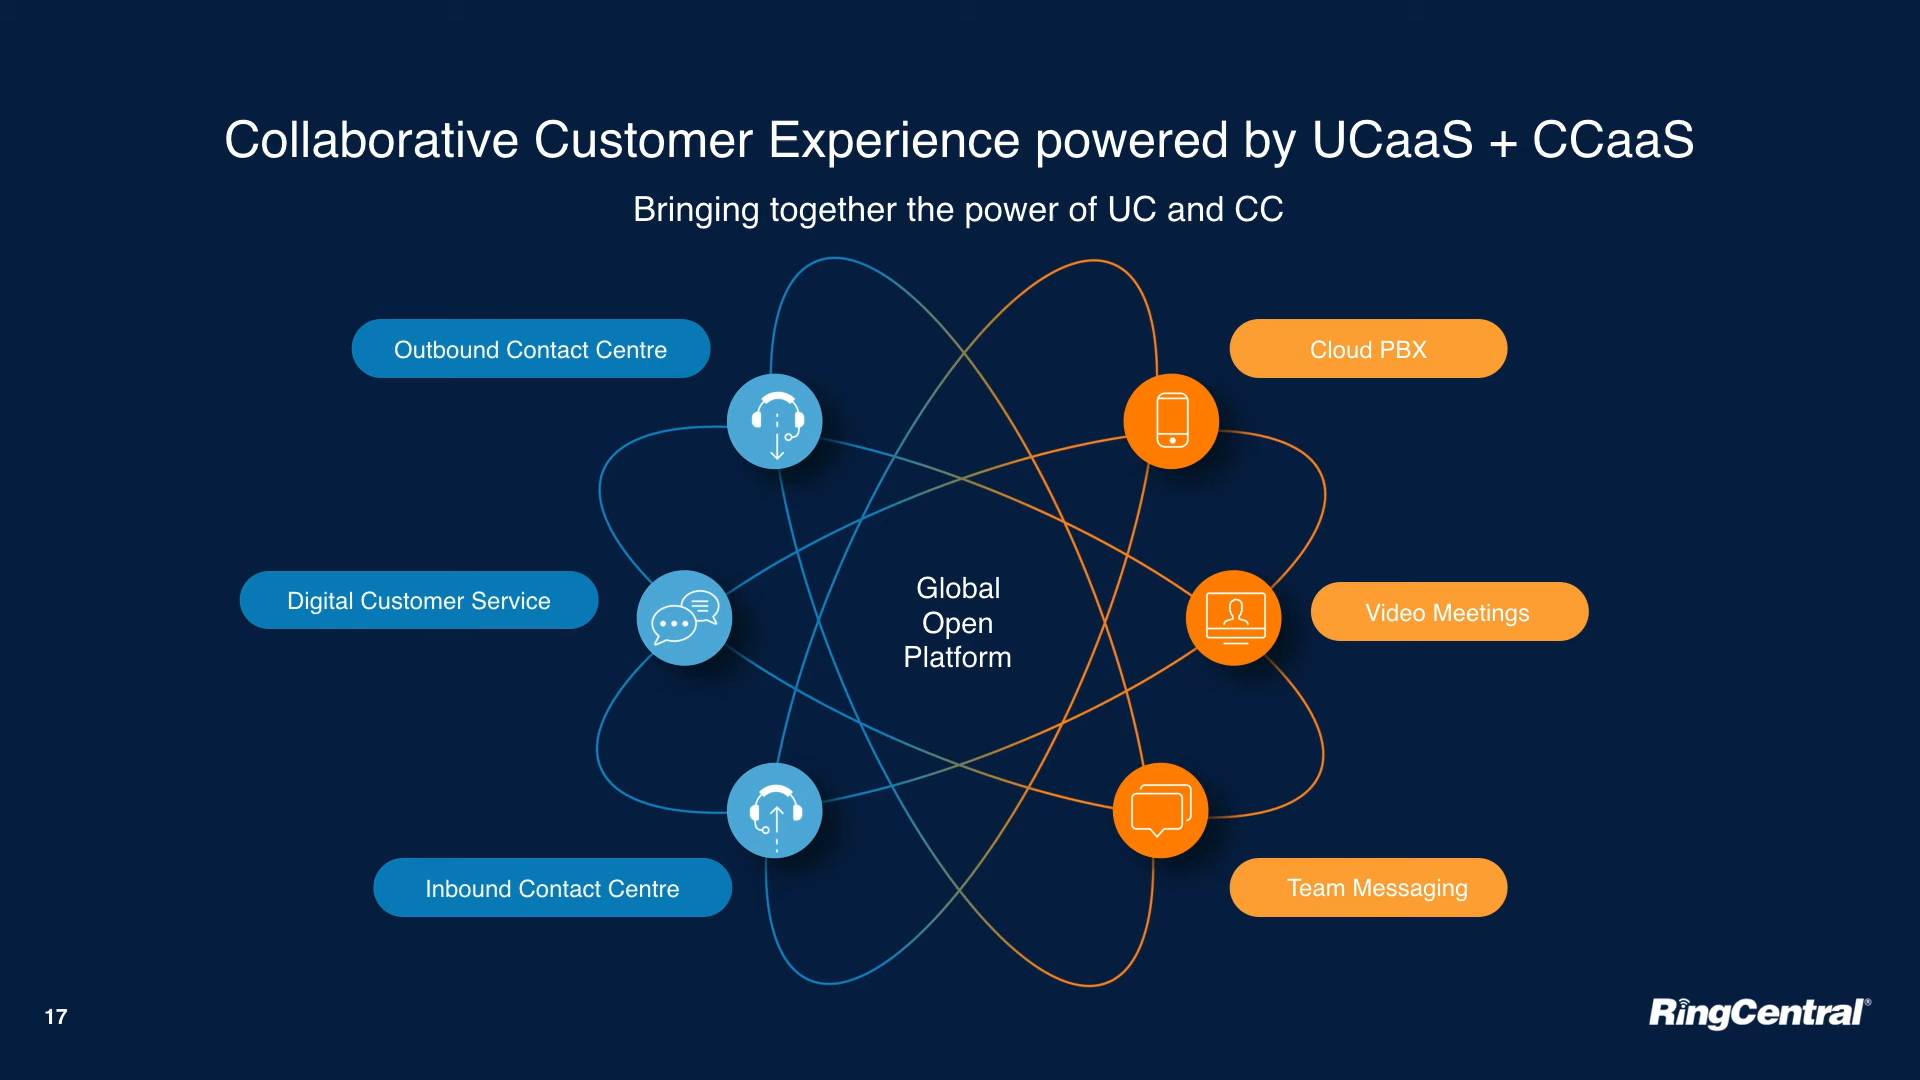 Collaborative Customer Experience powered by UCaaS + CCaaS
Bringing together the power of UC and CC
Outbound Contact Centre
Cloud PBX
Digital Customer Service
Global
Open
Platform
Video Meetings
Inbound Contact Centre
Team Messaging
17
RingCentral®